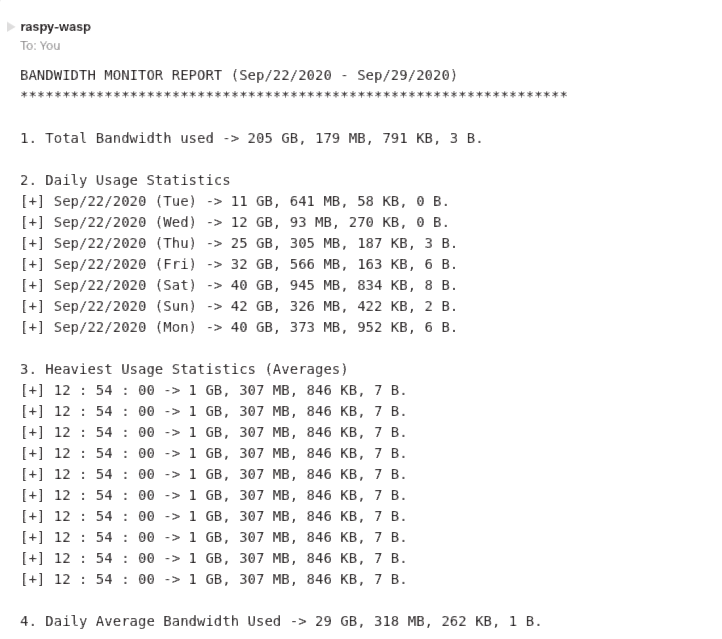 raspy-wasp
To: You
BANDWIDTH MONITOR REPORT (Sep/22/2020 - Sep/29/2020)
*****************************************************************
1. Total Bandwidth used -> 205 GB, 179 MB, 791 KB, 3 B.
2. Daily Usage Statistics
[+] Sep/22/2020 (Tue) -> 11 GB, 641 MB, 58 KB, 0 B.
[+] Sep/22/2020 (Wed) -> 12 GB, 93 MB, 270 KB, 0 B.
[+] Sep/22/2020 (Thu) -> 25 GB, 305 MB, 187 KB, 3 B.
[+] Sep/22/2020 (Fri) -> 32 GB, 566 MB, 163 KB, 6 B.
[+] Sep/22/2020 (Sat) -> 40 GB, 945 MB, 834 KB, 8 B.
[+] Sep/22/2020 (Sun) -> 42 GB, 326 MB, 422 KB, 2 B.
[+] Sep/22/2020 (Mon) -> 40 GB, 373 MB, 952 KB, 6 B.
3. Heaviest Usage Statistics (Averages)
[+] 12 : 54 : 00 -> 1 GB, 307 MB, 846 KB, 7 B.
[+] 12 : 54 : 00 -> 1 GB, 307 MB, 846 KB, 7 B.
[+] 12 : 54 : 00 -> 1 GB, 307 MB, 846 KB, 7 B.
[+] 12 : 54 : 00 -> 1 GB, 307 MB, 846 KB, 7 B.
[+] 12 : 54 : 00 -> 1 GB, 307 MB, 846 KB, 7 B.
[+] 12 : 54 : 00 -> 1 GB, 307 MB, 846 KB, 7 B.
[+] 12 : 54 : 00 -> 1 GB, 307 MB, 846 KB, 7 B.
[+] 12 : 54 : 00 -> 1 GB, 307 MB, 846 KB, 7 B.
[+] 12 : 54 : 00 -> 1 GB, 307 MB, 846 KB, 7 B.
[+] 12 : 54 : 00 -> 1 GB, 307 MB, 846 KB, 7 B.
4. Daily Average Bandwidth Used -> 29 GB, 318 MB, 262 KB, 1 B.